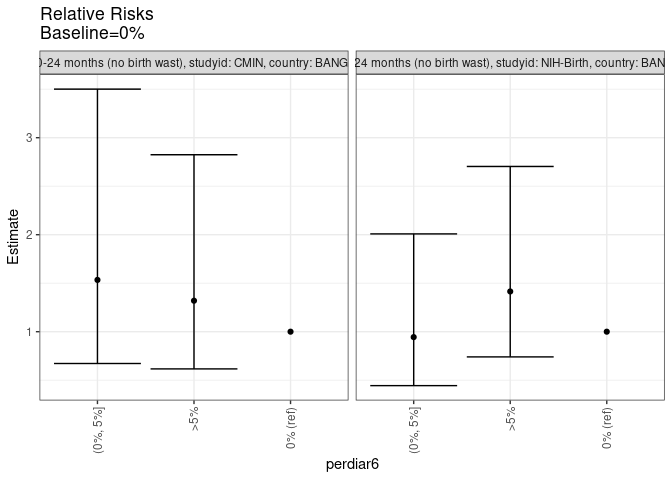 Relative Risks
Baseline=0%
0-24 months (no birth wast), studyid: CMIN, country: BANG
24 months (no birth wast), studyid: NIH-Birth, country: BAN
Estimate
3
2
1
(0%, 5%]
>5%
0% (ref)
(0%, 5%]
>5%
0% (ref)
perdiar6